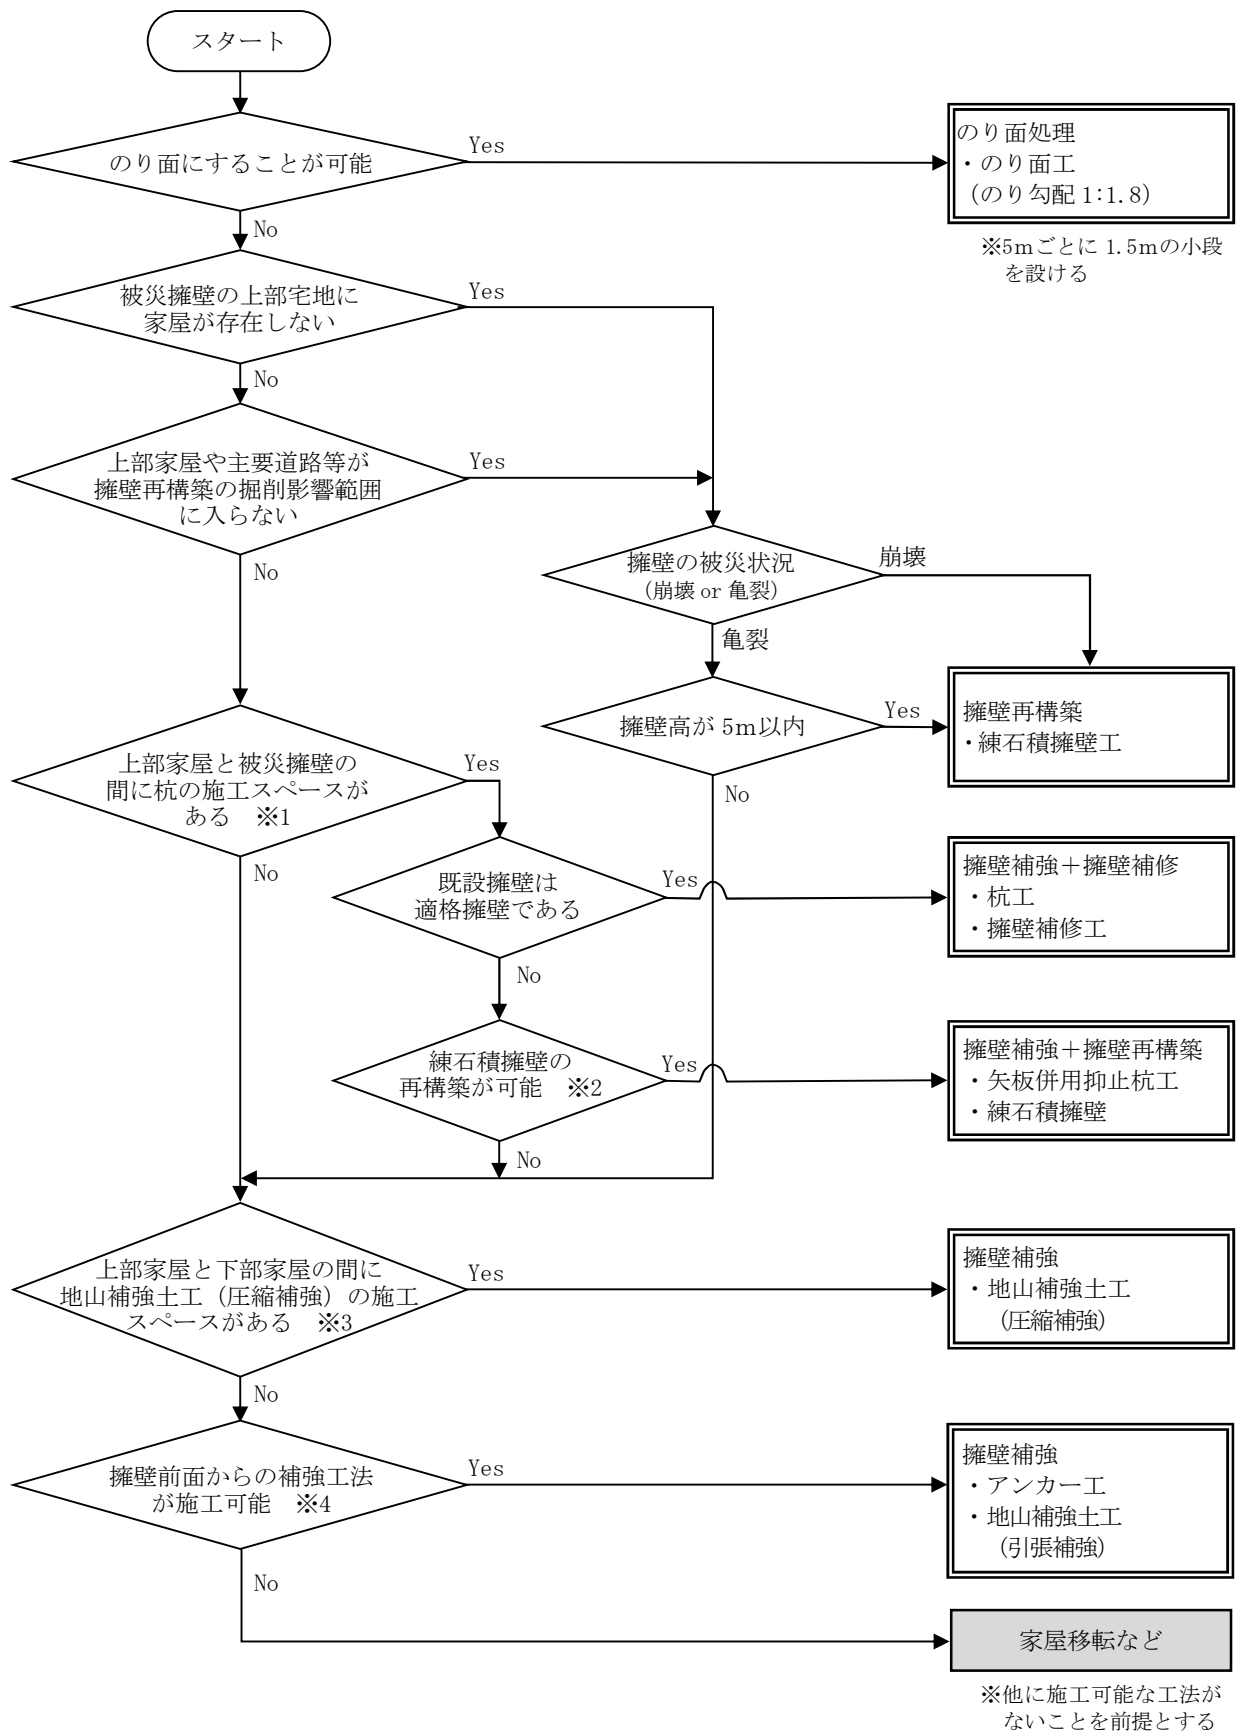 スタート
のり面にすることが可能
Yes
のり面処理
・のり面工
(のり勾配 1:1.8)
※5mごとに 1.5mの小段
を設ける
No
被災擁壁の上部宅地に
家屋が存在しない
Yes
No
上部家屋や主要道路等が
擁壁再構築の掘削影響範囲
に入らない
Yes
No
擁壁の被災状況
(崩壊 or 亀裂)
崩壊
亀裂
擁壁高が 5m以内
Yes
擁壁再構築
・練石積擁壁工
No
上部家屋と被災擁壁の
間に杭の施工スペースが
ある ※1
Yes
No
既設擁壁は
適格擁壁である
Yes
擁壁補強+擁壁補修
・杭工
・擁壁補修工
No
練石積擁壁の
再構築が可能 ※2
Yes
擁壁補強+擁壁再構築
・矢板併用抑止杭工
・練石積擁壁
No
上部家屋と下部家屋の間に
地山補強土工(圧縮補強)の施工
スペースがある ※3
Yes
擁壁補強
・地山補強土工
(圧縮補強)
No
擁壁前面からの補強工法
が施工可能 ※4
Yes
擁壁補強
・アンカー工
・地山補強土工
(引張補強)
No
家屋移転など
※他に施工可能な工法が
ないことを前提とする